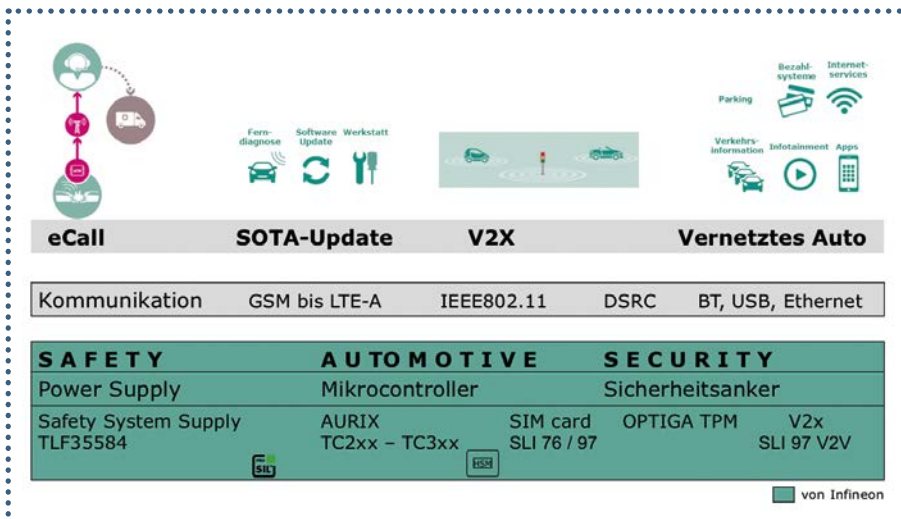 Bezahl-
systeme
Internet-
services
Parking
Fern-
diagnose
Software
Update
Werkstatt
Verkehrs-
information
Infotainment
Apps
eCall SOTA-Update V2X Vernetztes Auto
Kommunikation GSM bis LTE-A IEEE802.11 DSRC BT, USB, Ethernet
SAFETY AUTOMOTIVE SECURITY
Power Supply Mikrocontroller Sicherheitsanker
Safety System Supply AURIX SIM card OPTIGA TPM V2x
TLF35584 TC2xx – TC3xx SLI 76 / 97 SLI 97 V2V
SIL HSM
von Infineon